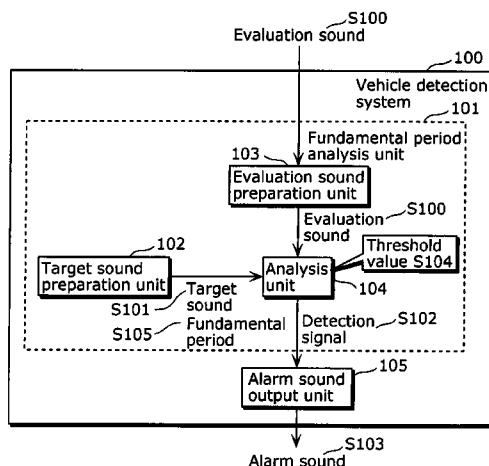 S100
Evaluation sound
100
Vehicle detection
system
101
Fundamental period
analysis unit
103
Evaluation sound
preparation unit
S100
Evaluation
sound
102
Target sound
preparation unit
Threshold
value S104
Analysis
unit
104
S101
Target
sound
S105
Fundamental
period
S102
Detection
signal
105
Alarm sound
output unit
S103
Alarm sound